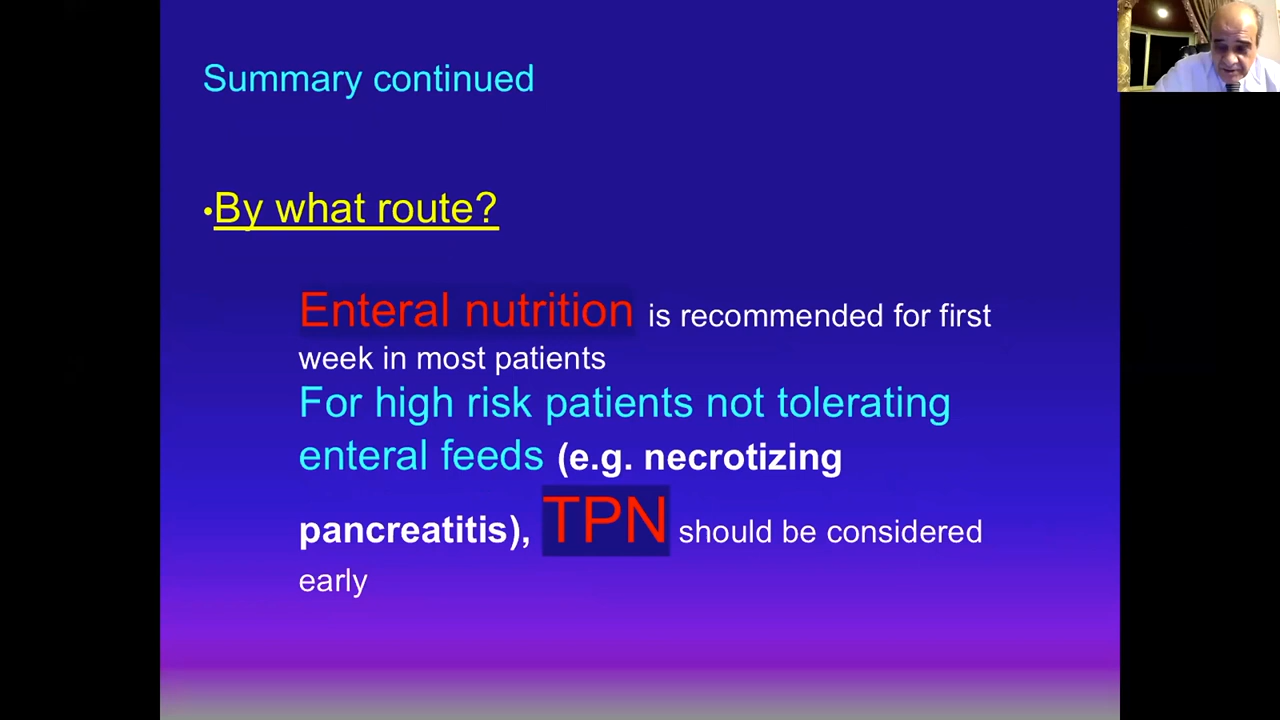 Summary continued
•By what route?
Enteral nutrition is recommended for first
week in most patients
For high risk patients not tolerating
enteral feeds (e.g. necrotizing
pancreatitis), TPN should be considered
early